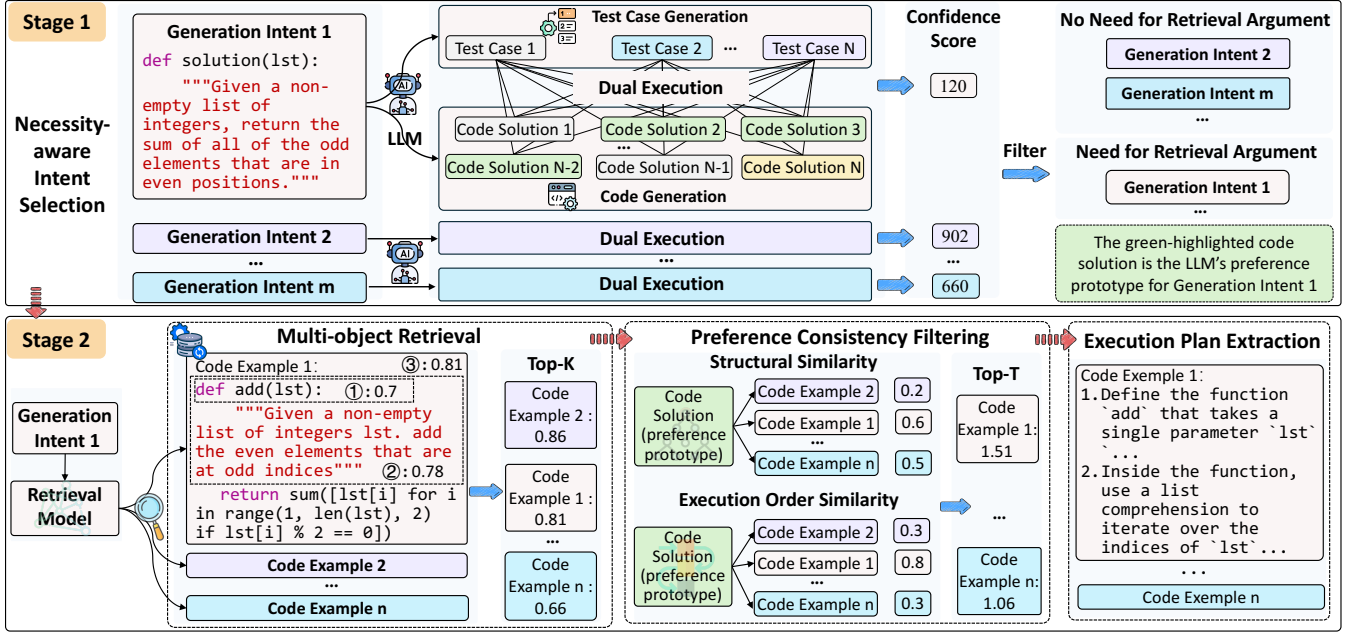 Stage 1
Necessity-
aware
Intent
Selection
Generation Intent 1
def solution(lst):
"""Given a non-
empty list of
integers, return the
sum of all of the odd
elements that are in
even positions."""
Generation Intent 2
...
Generation Intent m
AI
LLM
AI
Test Case Generation
1
2
3
Test Case 1
Test Case 2
...
Test Case N
Dual Execution
Code Solution 1
Code Solution 2
Code Solution 3
...
Code Solution N-2
Code Solution N-1
Code Solution N
</>
Code Generation
Dual Execution
...
Dual Execution
Confidence
Score
120
902
...
660
Filter
No Need for Retrieval Argument
Generation Intent 2
Generation Intent m
...
Need for Retrieval Argument
Generation Intent 1
...
The green-highlighted code
solution is the LLM's preference
prototype for Generation Intent 1
Stage 2
Generation
Intent 1
Retrieval
Model
Multi-object Retrieval
Code Example 1: ③: 0.81
def add(lst): ①: 0.7
"""Given a non-empty
list of integers lst. add
the even elements that are
at odd indices"""
②: 0.78
return sum([lst[i] for i
in range(1, len(lst), 2)
if lst[i] % 2 == 0])
Code Example 2
...
Code Example n
Top-K
Code
Example 2 :
0.86
Code
Example 1 :
0.81
...
Code
Example n :
0.66
Preference Consistency Filtering
Structural Similarity
Code
Solution
(preference
prototype)
Code Example 2 0.2
Code Example 1 0.6
...
Code Example n 0.5
Execution Order Similarity
Code
Solution
(preference
prototype)
Code Example 2 0.3
Code Example 1 0.8
...
Code Example n 0.3
Top-T
Code
Example 1:
1.51
...
Code
Example n:
1.06
Execution Plan Extraction
Code Exemple 1:
1.Define the function
`add` that takes a
single parameter `lst`
`...
2.Inside the function,
use a list
comprehension to
iterate over the
indices of `lst`...
...
Code Exemple n